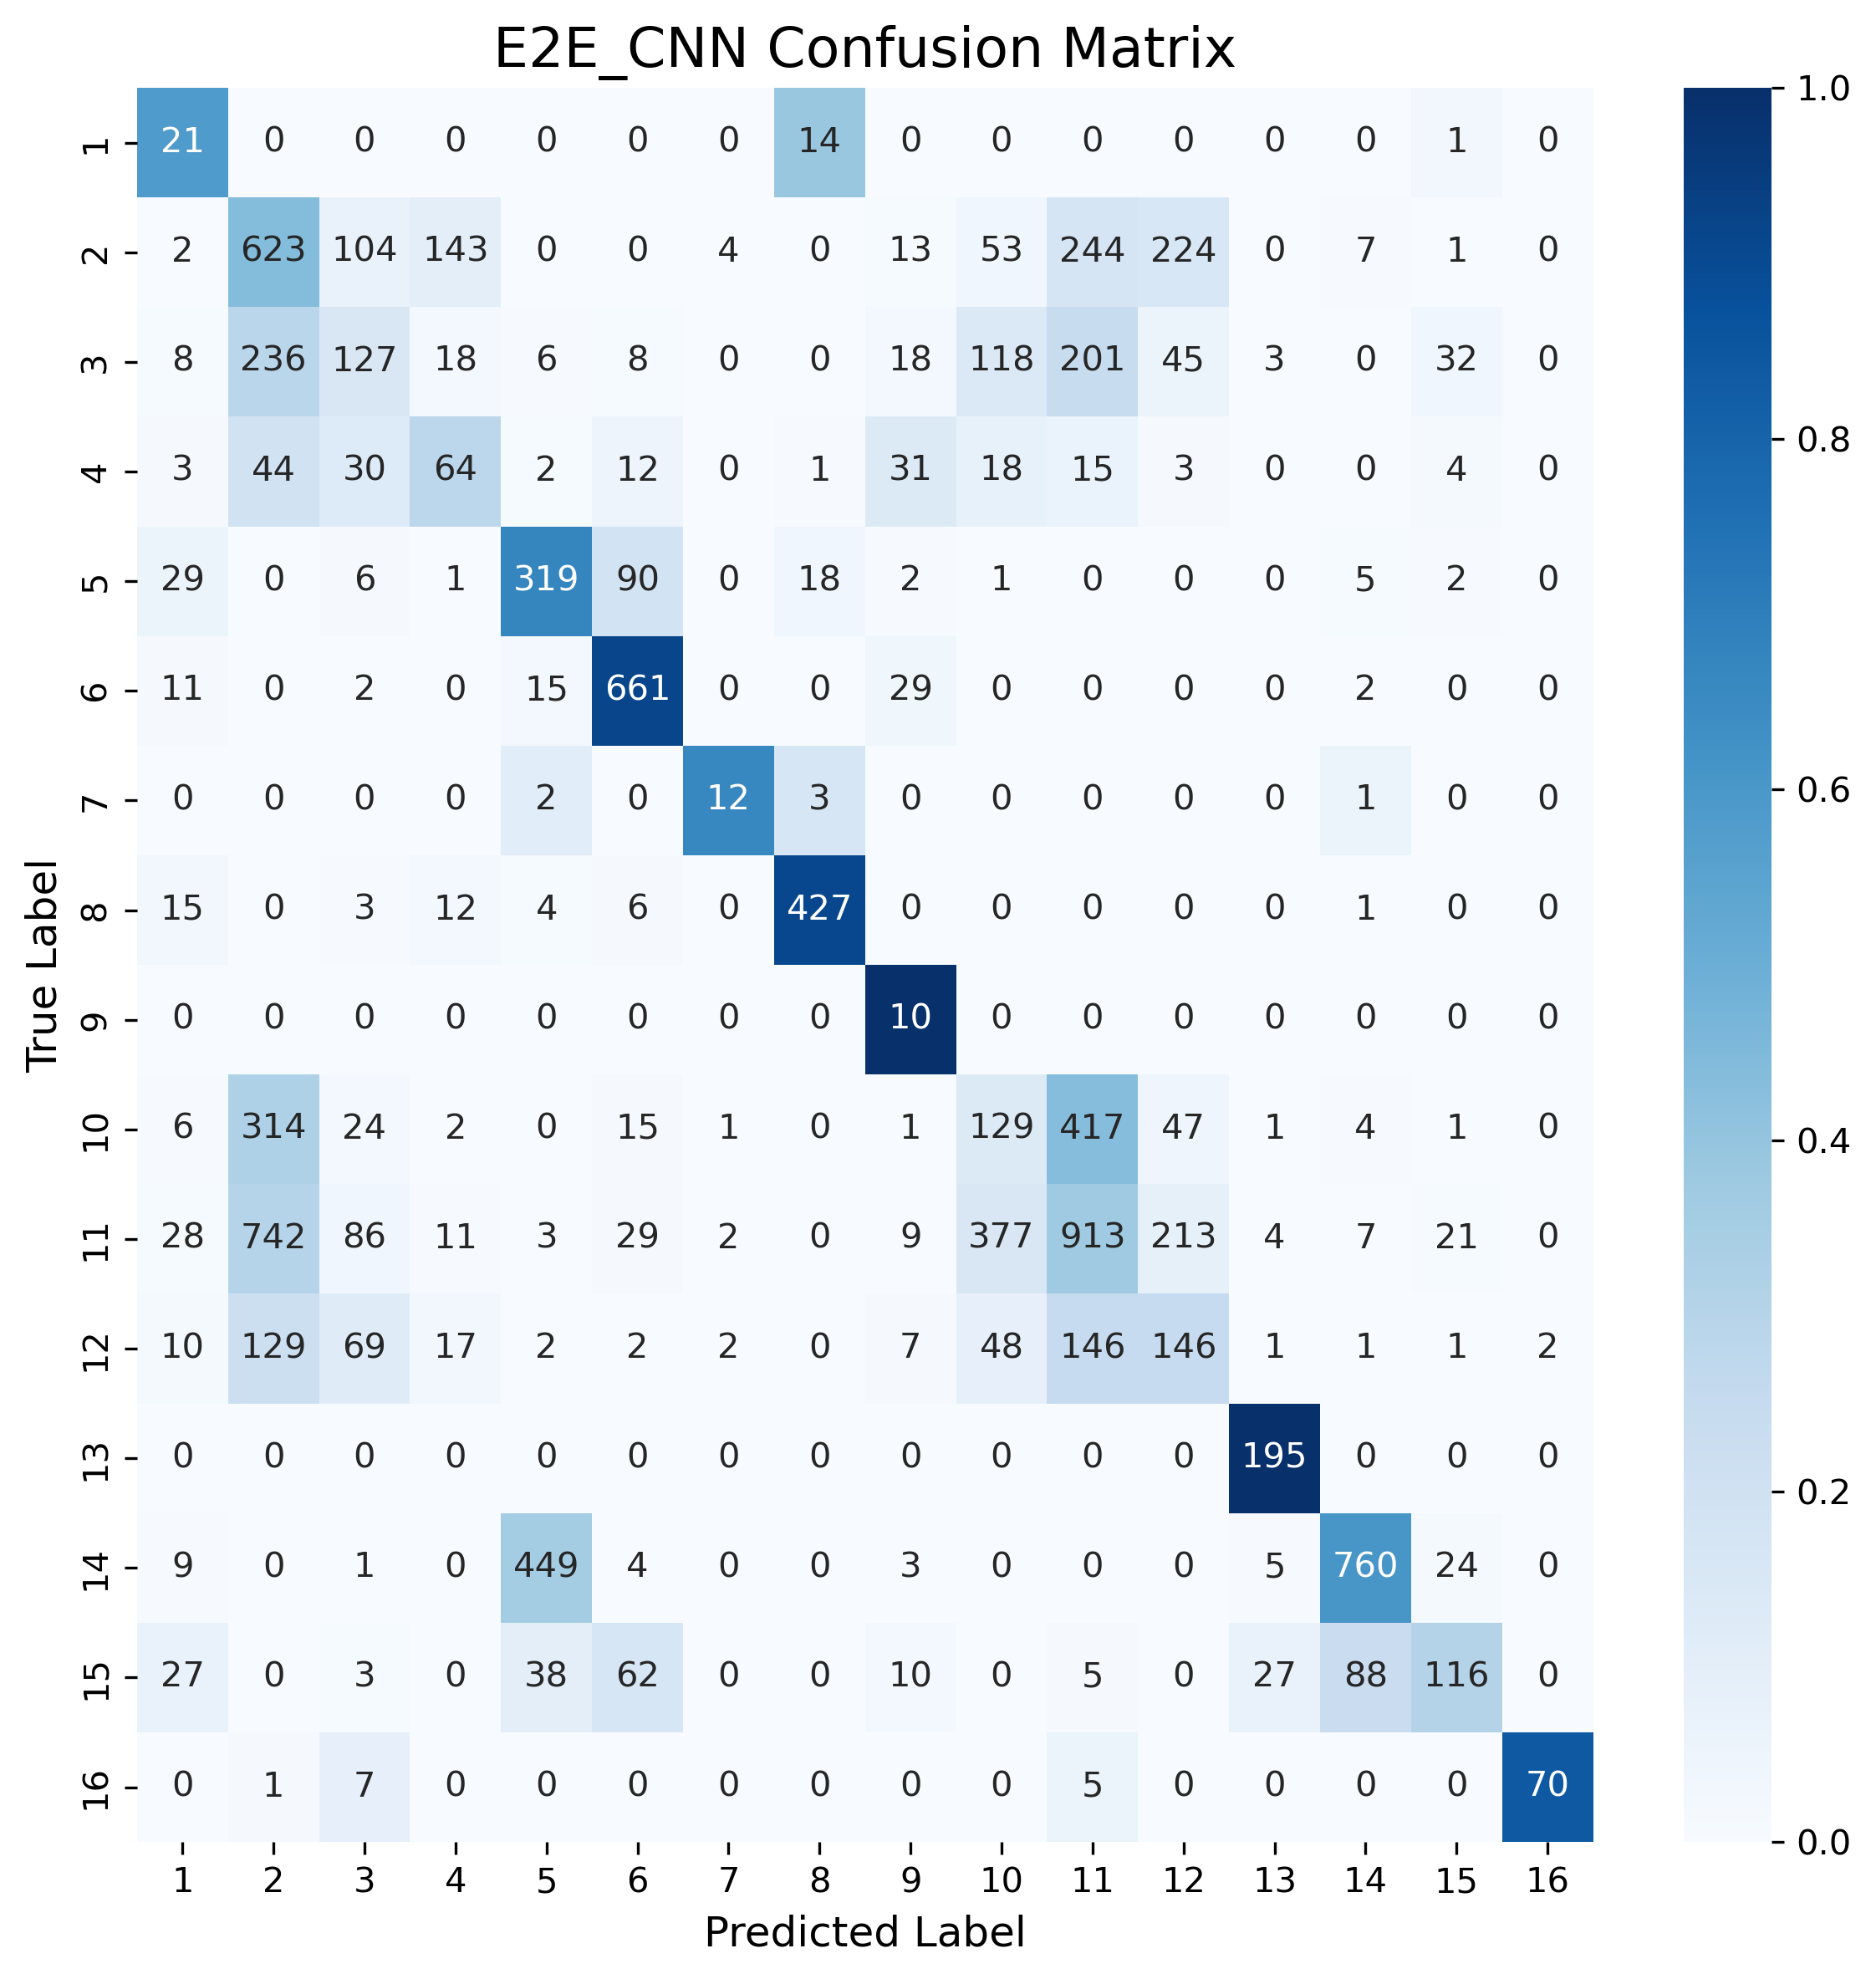 E2E_CNN Confusion Matrix
1 21 0 0 0 0 0 0 14 0 0 0 0 0 0 1 0
2 2 623 104 143 0 0 4 0 13 53 244 224 0 7 1 0
3 8 236 127 18 6 8 0 0 18 118 201 45 3 0 32 0
4 3 44 30 64 2 12 0 1 31 18 15 3 0 0 4 0
5 29 0 6 1 319 90 0 18 2 1 0 0 0 5 2 0
6 11 0 2 0 15 661 0 0 29 0 0 0 0 2 0 0
7 0 0 0 0 2 0 12 3 0 0 0 0 0 1 0 0
8 15 0 3 12 4 6 0 427 0 0 0 0 0 1 0 0
9 0 0 0 0 0 0 0 0 10 0 0 0 0 0 0 0
10 6 314 24 2 0 15 1 0 1 129 417 47 1 4 1 0
11 28 742 86 11 3 29 2 0 9 377 913 213 4 7 21 0
12 10 129 69 17 2 2 2 0 7 48 146 146 1 1 1 2
13 0 0 0 0 0 0 0 0 0 0 0 0 195 0 0 0
14 9 0 1 0 449 4 0 0 3 0 0 0 5 760 24 0
15 27 0 3 0 38 62 0 0 10 0 5 0 27 88 116 0
16 0 1 7 0 0 0 0 0 0 0 5 0 0 0 0 70
1 2 3 4 5 6 7 8 9 10 11 12 13 14 15 16
Predicted Label
True Label
1.0
0.8
0.6
0.4
0.2
0.0